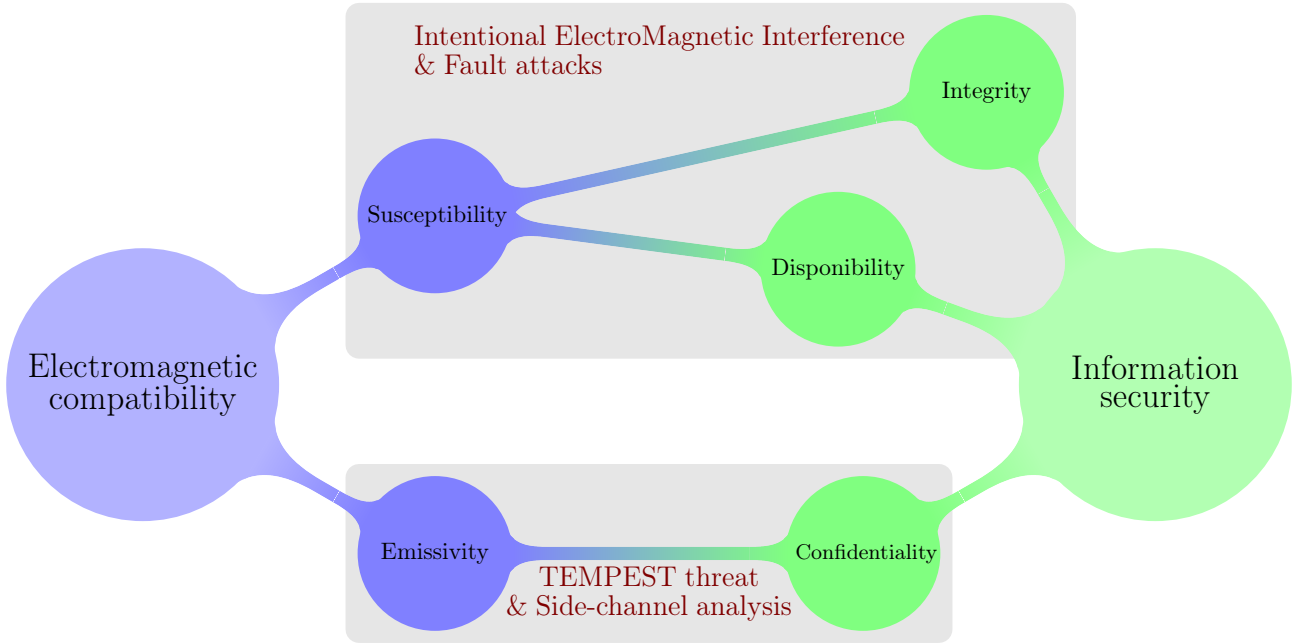 Intentional ElectroMagnetic Interference
& Fault attacks
Integrity
Susceptibility
Disponibility
Electromagnetic
compatibility
Information
security
Emissivity
Confidentiality
TEMPEST threat
& Side-channel analysis